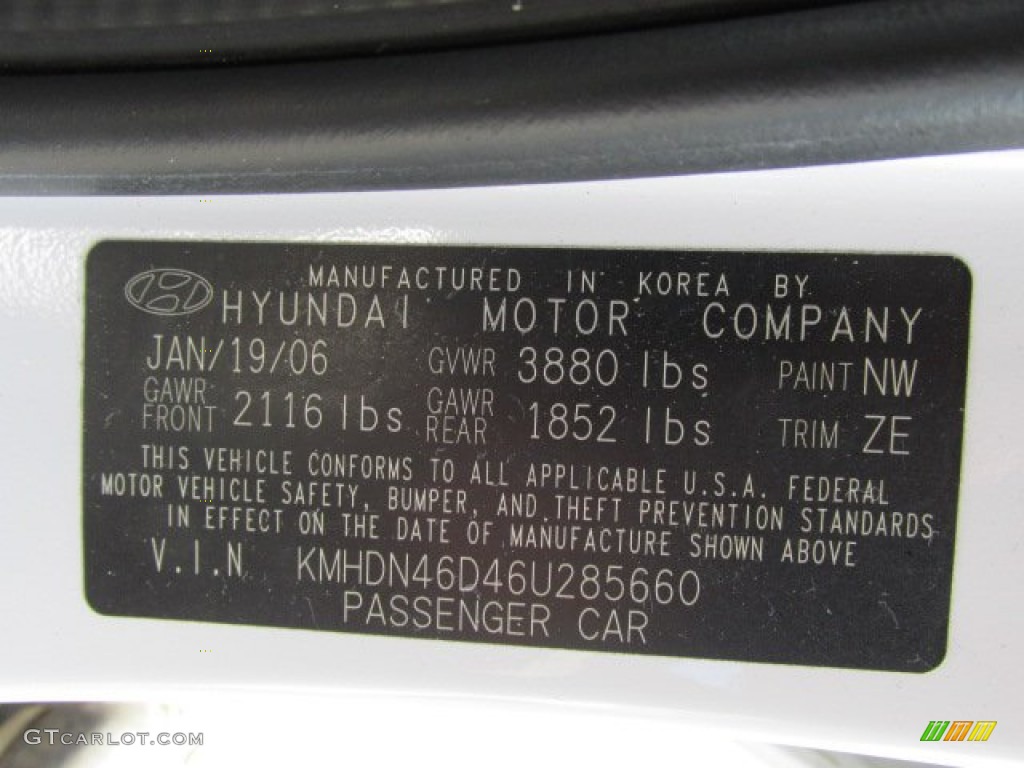 MANUFACTURED IN KOREA BY
HYUNDAI MOTOR COMPANY
JAN/19/06 GVWR 3880 lbs PAINT NW
GAWR FRONT 2116 lbs GAWR REAR 1852 lbs TRIM ZE
THIS VEHICLE CONFORMS TO ALL APPLICABLE U.S.A. FEDERAL
MOTOR VEHICLE SAFETY, BUMPER, AND THEFT PREVENTION STANDARDS
IN EFFECT ON THE DATE OF MANUFACTURE SHOWN ABOVE
V.I.N KMHDN46D46U285660
PASSENGER CAR
GTCARLOT.COM